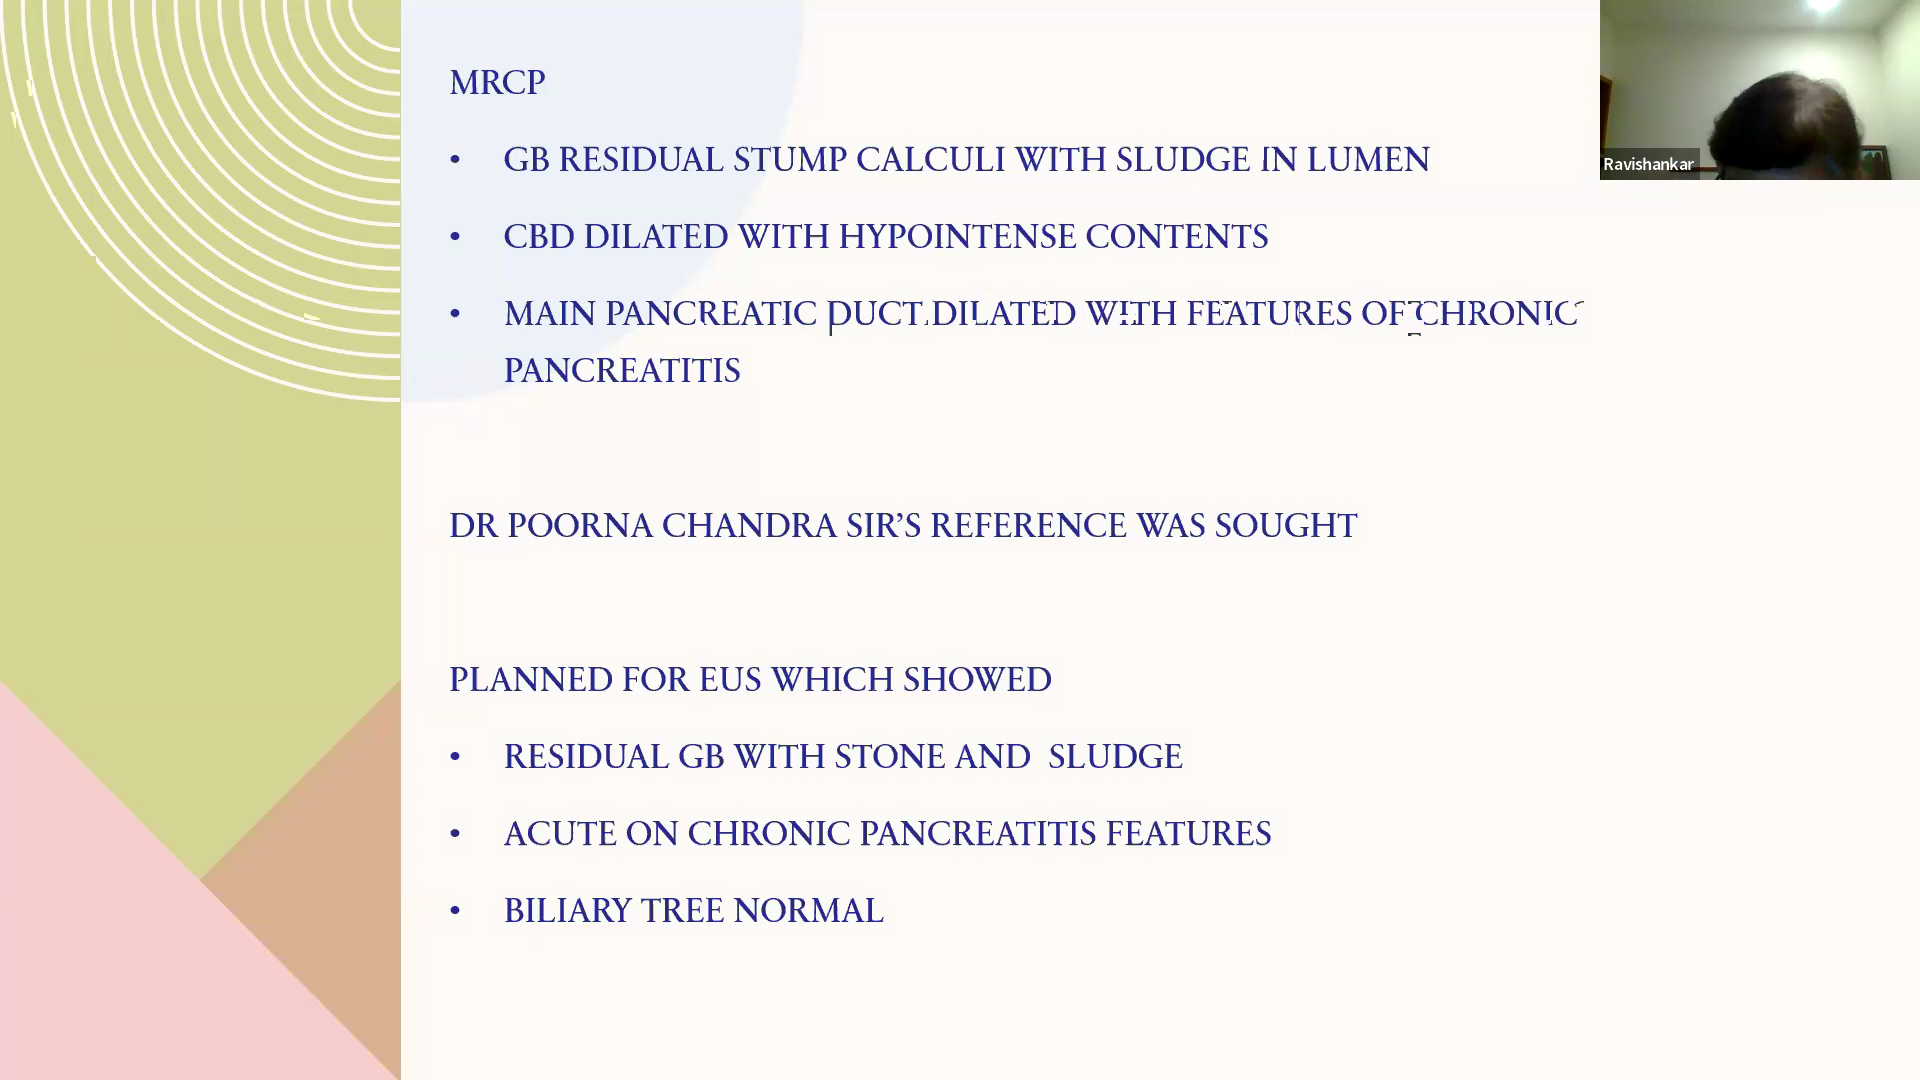 MRCP
• GB RESIDUAL STUMP CALCULI WITH SLUDGE IN LUMEN
• CBD DILATED WITH HYPOINTENSE CONTENTS
• MAIN PANCREATIC DUCT DILATED WITH FEATURES OF CHRONIC
PANCREATITIS
DR POORNA CHANDRA SIR’S REFERENCE WAS SOUGHT
PLANNED FOR EUS WHICH SHOWED
• RESIDUAL GB WITH STONE AND SLUDGE
• ACUTE ON CHRONIC PANCREATITIS FEATURES
• BILIARY TREE NORMAL
Ravishankar